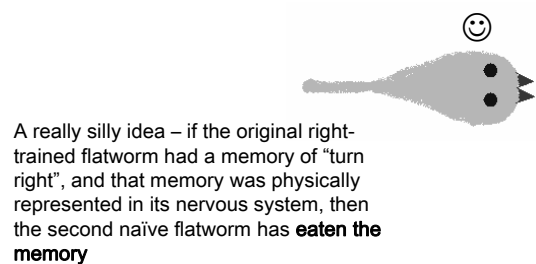 A really silly idea – if the original right-
trained flatworm had a memory of “turn
right”, and that memory was physically
represented in its nervous system, then
the second naïve flatworm has eaten the
memory